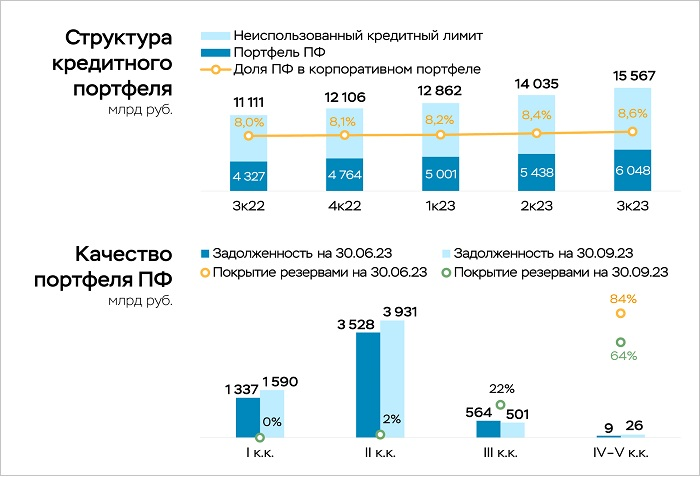 Структура
кредитного
портфеля
млрд руб.
Неиспользованный кредитный лимит
Портфель ПФ
Доля ПФ в корпоративном портфеле
11 111
12 106
12 862
14 035
15 567
8,0%
8,1%
8,2%
8,4%
8,6%
4 327
4 764
5 001
5 438
6 048
3к22
4к22
1к23
2к23
3к23
Качество
портфеля ПФ
млрд руб.
Задолженность на 30.06.23
Задолженность на 30.09.23
Покрытие резервами на 30.06.23
Покрытие резервами на 30.09.23
1 337
1 590
0%
3 528
3 931
2%
22%
564
501
84%
64%
9
26
I к.к.
II к.к.
III к.к.
IV–V к.к.